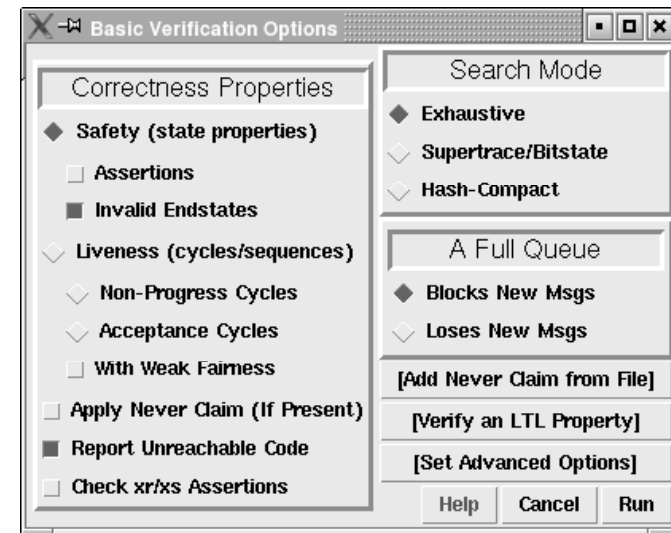 Basic Verification Options
Correctness Properties
Safety (state properties)
Assertions
Invalid Endstates
Liveness (cycles/sequences)
Non-Progress Cycles
Acceptance Cycles
With Weak Fairness
Apply Never Claim (If Present)
Report Unreachable Code
Check xr/xs Assertions
Search Mode
Exhaustive
Supertrace/Bitstate
Hash-Compact
A Full Queue
Blocks New Msgs
Loses New Msgs
[Add Never Claim from File]
[Verify an LTL Property]
[Set Advanced Options]
Help Cancel Run